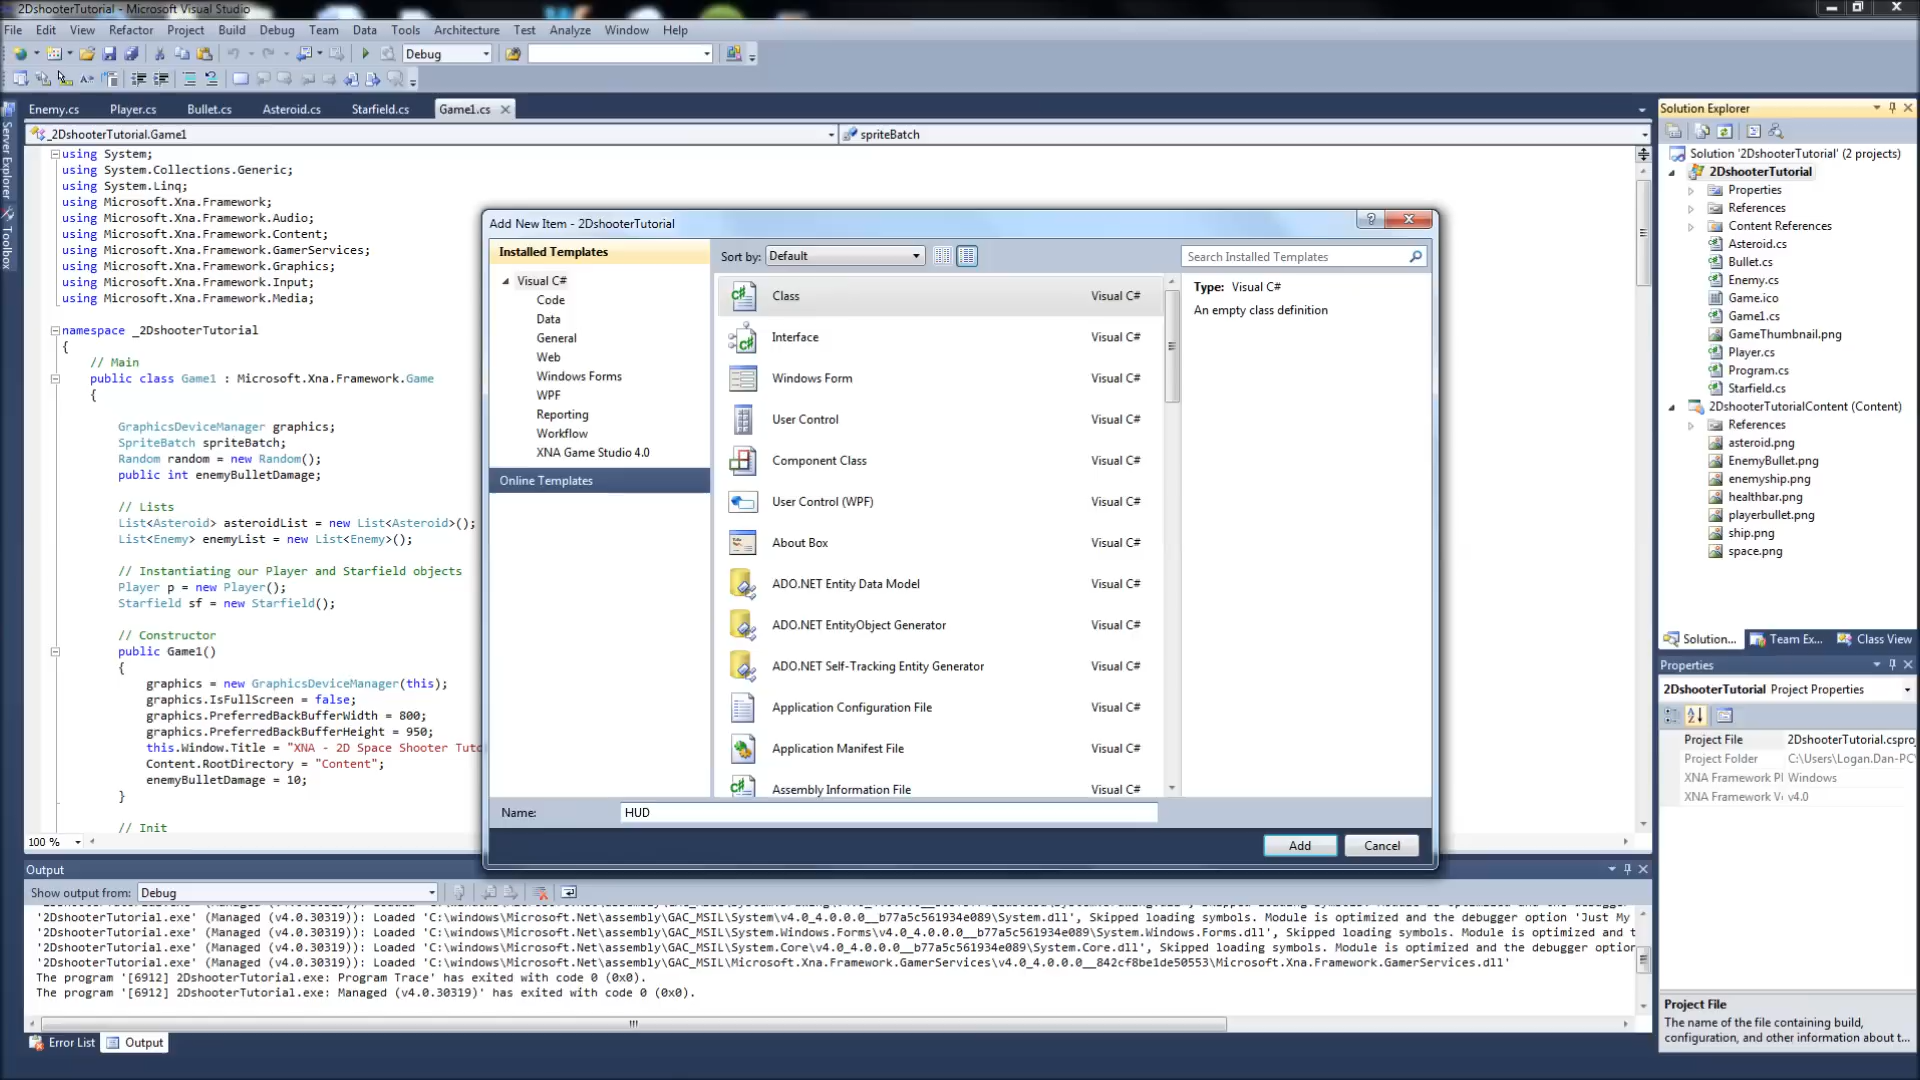 2DshooterTutorial - Microsoft Visual Studio
File Edit View Refactor Project Build Debug Team Data Tools Architecture Test Analyze Window Help
Debug
Enemy.cs Player.cs Bullet.cs Asteroid.cs Starfield.cs Game1.cs
_2DshooterTutorial.Game1 spriteBatch
Server Explorer
Toolbox
using System;
using System.Collections.Generic;
using System.Linq;
using Microsoft.Xna.Framework;
using Microsoft.Xna.Framework.Audio;
using Microsoft.Xna.Framework.Content;
using Microsoft.Xna.Framework.GamerServices;
using Microsoft.Xna.Framework.Graphics;
using Microsoft.Xna.Framework.Input;
using Microsoft.Xna.Framework.Media;
namespace _2DshooterTutorial
{
// Main
public class Game1 : Microsoft.Xna.Framework.Game
{
GraphicsDeviceManager graphics;
SpriteBatch spriteBatch;
Random random = new Random();
public int enemyBulletDamage;
// Lists
List<Asteroid> asteroidList = new List<Asteroid>();
List<Enemy> enemyList = new List<Enemy>();
// Instantiating our Player and Starfield objects
Player p = new Player();
Starfield sf = new Starfield();
// Constructor
public Game1()
{
graphics = new GraphicsDeviceManager(this);
graphics.IsFullScreen = false;
graphics.PreferredBackBufferWidth = 800;
graphics.PreferredBackBufferHeight = 950;
this.Window.Title = "XNA - 2D Space Shooter Tuto
Content.RootDirectory = "Content";
enemyBulletDamage = 10;
}
// Init
100 %
Add New Item - 2DshooterTutorial
Installed Templates
Visual C#
Code
Data
General
Web
Windows Forms
WPF
Reporting
Workflow
XNA Game Studio 4.0
Online Templates
Sort by: Default
Search Installed Templates
Class Visual C#
Interface Visual C#
Windows Form Visual C#
User Control Visual C#
Component Class Visual C#
User Control (WPF) Visual C#
About Box Visual C#
ADO.NET Entity Data Model Visual C#
ADO.NET EntityObject Generator Visual C#
ADO.NET Self-Tracking Entity Generator Visual C#
Application Configuration File Visual C#
Application Manifest File Visual C#
Assembly Information File Visual C#
Type: Visual C#
An empty class definition
Name: HUD
Add Cancel
Solution Explorer
Solution '2DshooterTutorial' (2 projects)
2DshooterTutorial
Properties
References
Content References
Asteroid.cs
Bullet.cs
Enemy.cs
Game.ico
Game1.cs
GameThumbnail.png
Player.cs
Program.cs
Starfield.cs
2DshooterTutorialContent (Content)
References
asteroid.png
EnemyBullet.png
enemyship.png
healthbar.png
playerbullet.png
ship.png
space.png
Solution... Team Ex... Class View
Properties
2DshooterTutorial Project Properties
Project File 2DshooterTutorial.csproj
Project Folder C:\Users\Logan.Dan-PC\
XNA Framework Pl Windows
XNA Framework Ve v4.0
Project File
The name of the file containing build,
configuration, and other information about t...
Output
Show output from: Debug
'2DshooterTutorial.exe' (Managed (v4.0.30319)): Loaded 'C:\windows\Microsoft.Net\assembly\GAC_MSIL\System\v4.0_4.0.0.0__b77a5c561934e089\System.dll', Skipped loading symbols. Module is optimized and the debugger option 'Just My
'2DshooterTutorial.exe' (Managed (v4.0.30319)): Loaded 'C:\windows\Microsoft.Net\assembly\GAC_MSIL\System.Windows.Forms\v4.0_4.0.0.0__b77a5c561934e089\System.Windows.Forms.dll', Skipped loading symbols. Module is optimized and t
'2DshooterTutorial.exe' (Managed (v4.0.30319)): Loaded 'C:\windows\Microsoft.Net\assembly\GAC_MSIL\System.Core\v4.0_4.0.0.0__b77a5c561934e089\System.Core.dll', Skipped loading symbols. Module is optimized and the debugger option
'2DshooterTutorial.exe' (Managed (v4.0.30319)): Loaded 'C:\windows\Microsoft.Net\assembly\GAC_MSIL\Microsoft.Xna.Framework.GamerServices\v4.0_4.0.0.0__842cf8be1de50553\Microsoft.Xna.Framework.GamerServices.dll'
The program '[6912] 2DshooterTutorial.exe: Program Trace' has exited with code 0 (0x0).
The program '[6912] 2DshooterTutorial.exe: Managed (v4.0.30319)' has exited with code 0 (0x0).
Error List Output